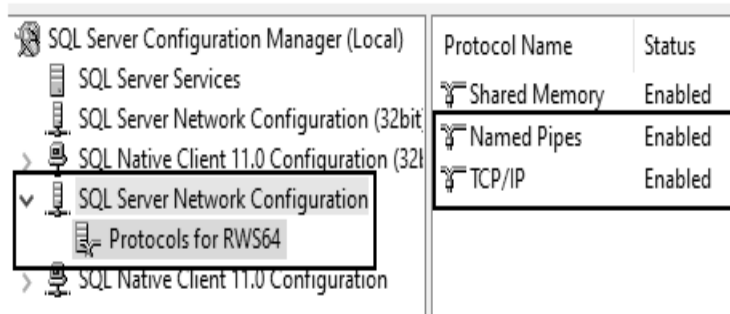 SQL Server Configuration Manager (Local)
SQL Server Services
SQL Server Network Configuration (32bit
SQL Native Client 11.0 Configuration (32b
SQL Server Network Configuration
Protocols for RWS64
SQL Native Client 11.0 Configuration
Protocol Name Status
Shared Memory Enabled
Named Pipes Enabled
TCP/IP Enabled